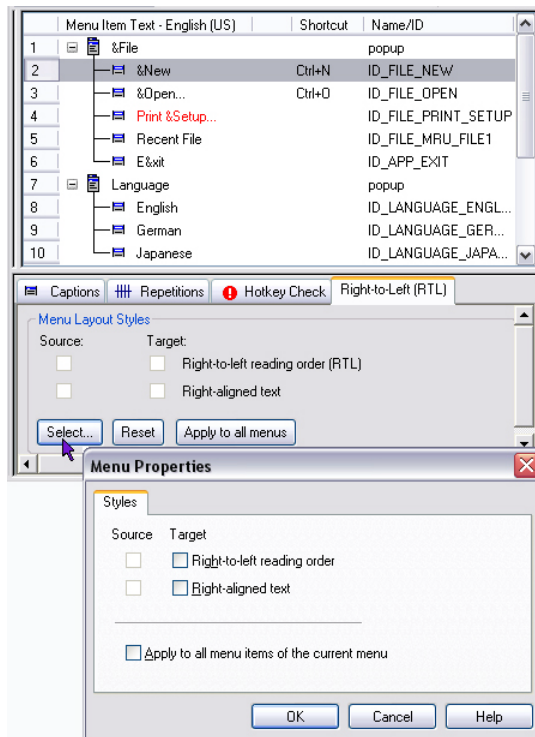 Menu Item Text - English (US) Shortcut Name/ID
1 &File popup
2 &New Ctrl+N ID_FILE_NEW
3 &Open... Ctrl+O ID_FILE_OPEN
4 Print &Setup... ID_FILE_PRINT_SETUP
5 Recent File ID_FILE_MRU_FILE1
6 E&xit ID_APP_EXIT
7 Language popup
8 English ID_LANGUAGE_ENGL...
9 German ID_LANGUAGE_GER...
10 Japanese ID_LANGUAGE_JAPA...
Captions Repetitions Hotkey Check Right-to-Left (RTL)
Menu Layout Styles
Source: Target:
Right-to-left reading order (RTL)
Right-aligned text
Select... Reset Apply to all menus
Menu Properties
Styles
Source Target
Right-to-left reading order
Right-aligned text
Apply to all menu items of the current menu
OK Cancel Help